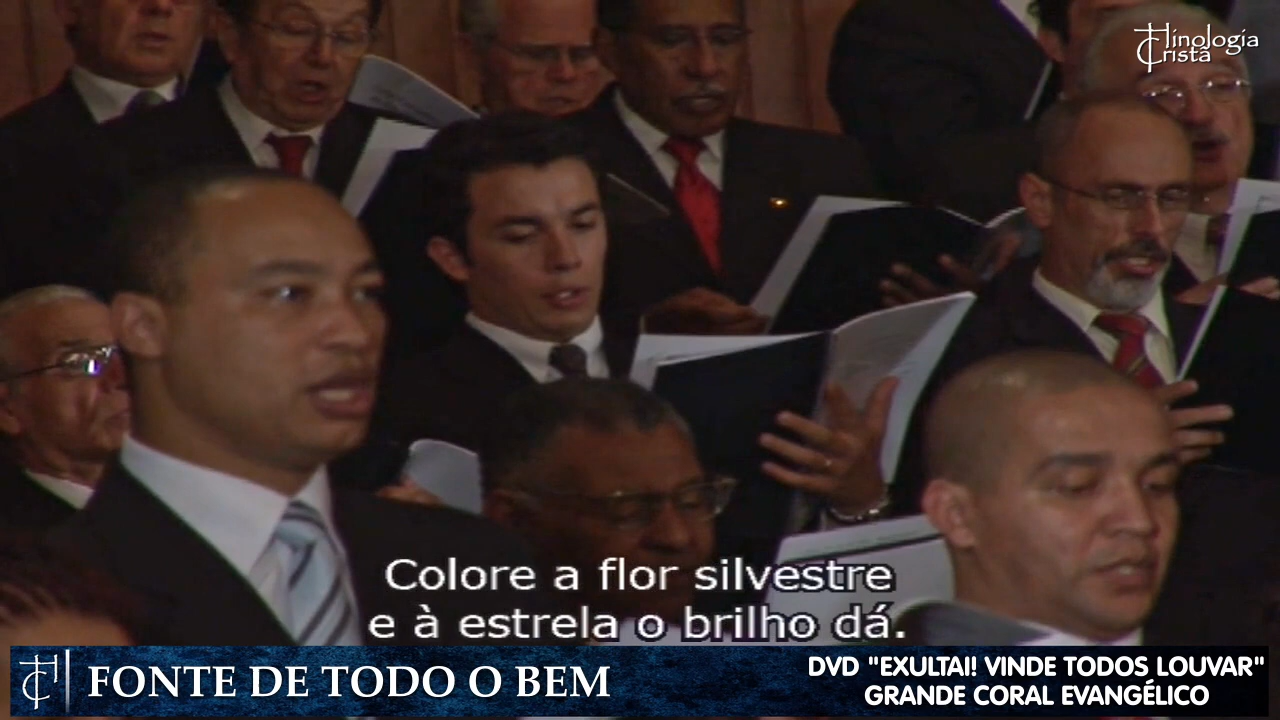 Hinologia
Cristã
Colore a flor silvestre
e à estrela o brilho dá.
FONTE DE TODO O BEM
DVD "EXULTAI! VINDE TODOS LOUVAR"
GRANDE CORAL EVANGÉLICO